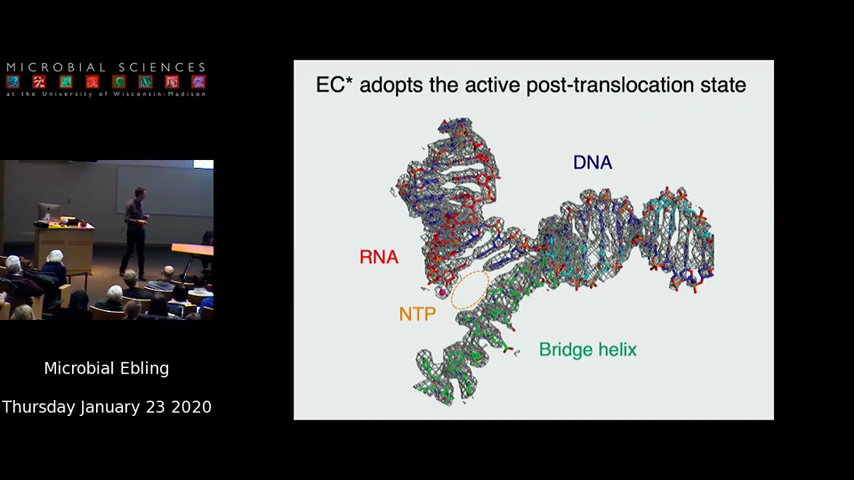 MICROBIAL SCIENCES
at the University of Wisconsin-Madison
EC* adopts the active post-translocation state
DNA
RNA
NTP
Bridge helix
Microbial Ebling
Thursday January 23 2020